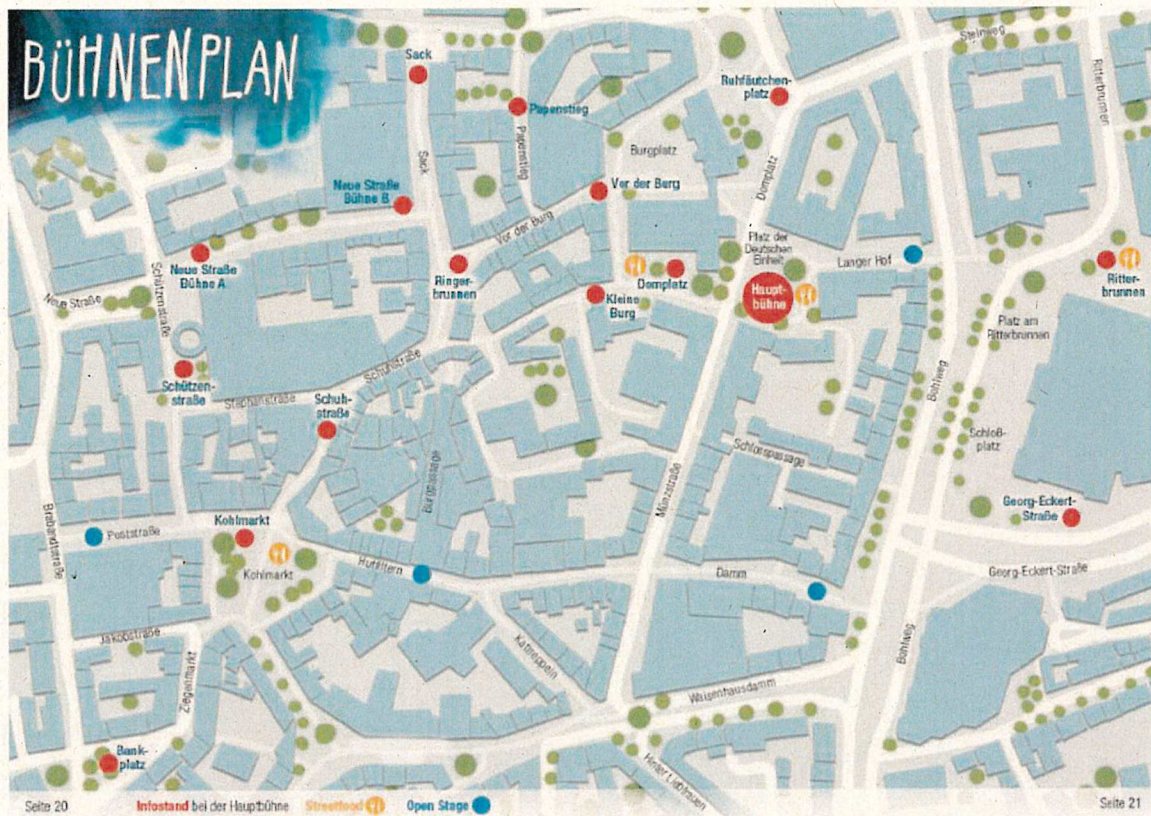 BÜHNENPLAN
Sack
Papenstieg
Ruhfäutchen-
platz
Steinweg
Ritterbrunnen
Sack
Papenstieg
Burgplatz
Domplatz
Neue Straße
Bühne B
Vor der Burg
Vor der Burg
Platz der
Deutschen
Einheit
Langer Hof
Neue Straße
Bühne A
Ringer-
brunnen
Domplatz
Haupt-
bühne
Ritter-
brunnen
Neue Straße
Schützenstraße
Kleine
Burg
Platz am
Ritterbrunnen
Schuhstraße
Bohlweg
Schützen-
straße
Stephanstraße
Schuh-
straße
Schloß-
platz
Schlosspassage
Burgpassage
Münzstraße
Georg-Eckert-
Straße
Brabandtstraße
Poststraße
Kohlmarkt
Kohlmarkt
Hutfiltern
Damm
Georg-Eckert-Straße
Jakobstraße
Kattreppeln
Bohlweg
Ziegenmarkt
Waisenhausdamm
Bank-
platz
Hinter Liebfrauen
Seite 20
Infostand bei der Hauptbühne
Streetfood
Open Stage
Seite 21